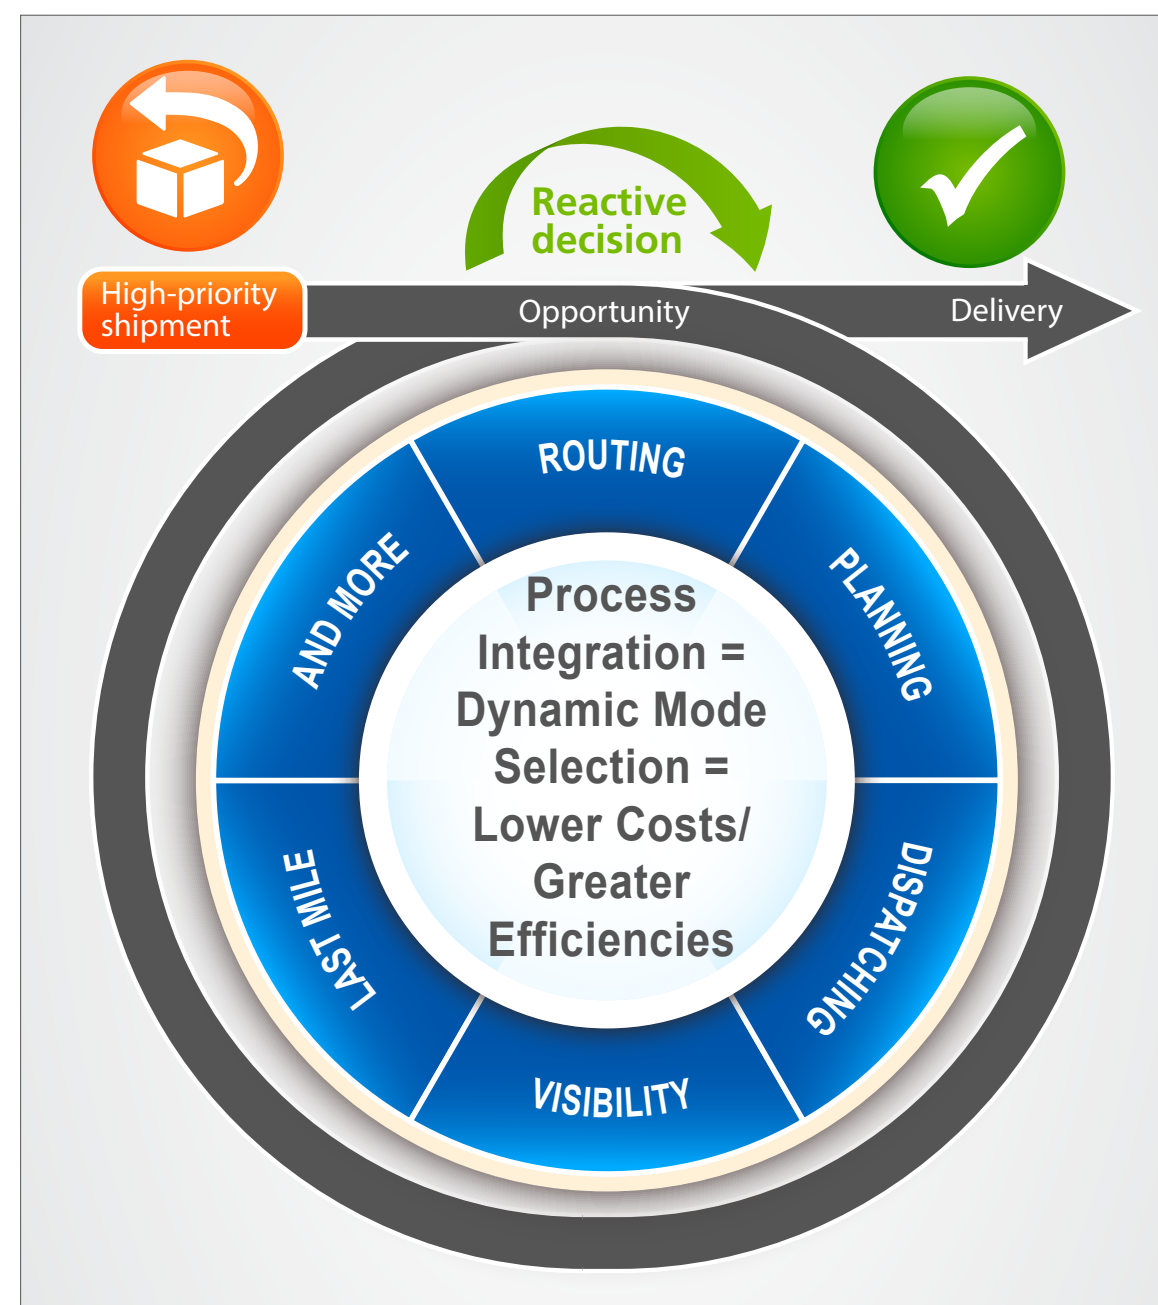 Reactive
decision
High-priority
shipment
Opportunity
Delivery
ROUTING
PLANNING
DISPATCHING
VISIBILITY
LAST MILE
AND MORE
Process
Integration =
Dynamic Mode
Selection =
Lower Costs/
Greater
Efficiencies